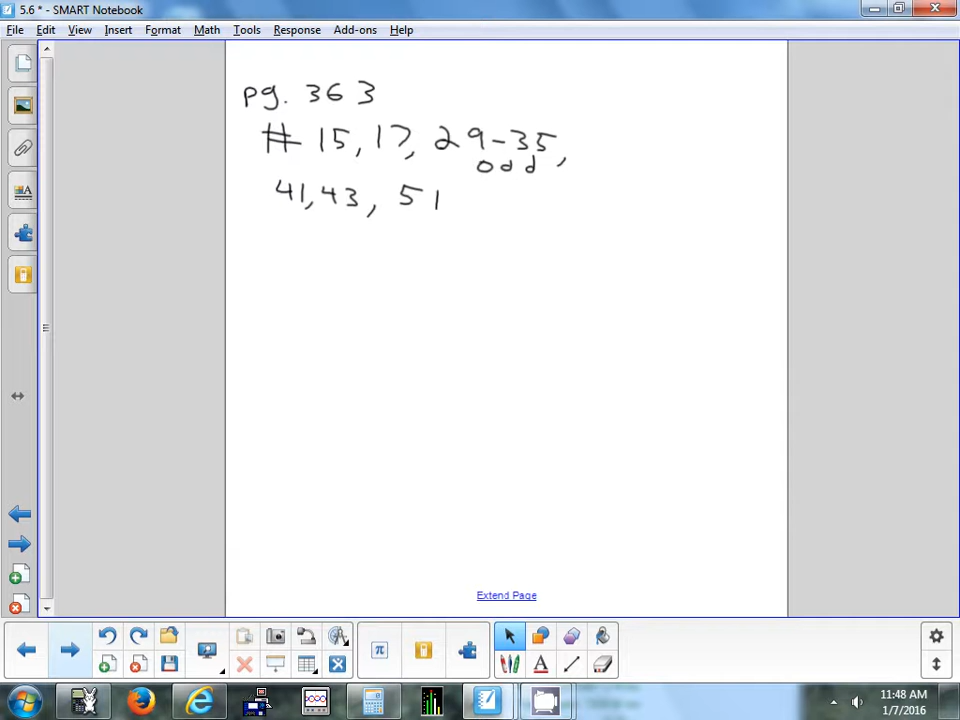 5.6 * - SMART Notebook
File Edit View Insert Format Math Tools Response Add-ons Help
pg. 363
# 15, 17, 29-35,
odd
41, 43, 51
Extend Page
11:48 AM
1/7/2016